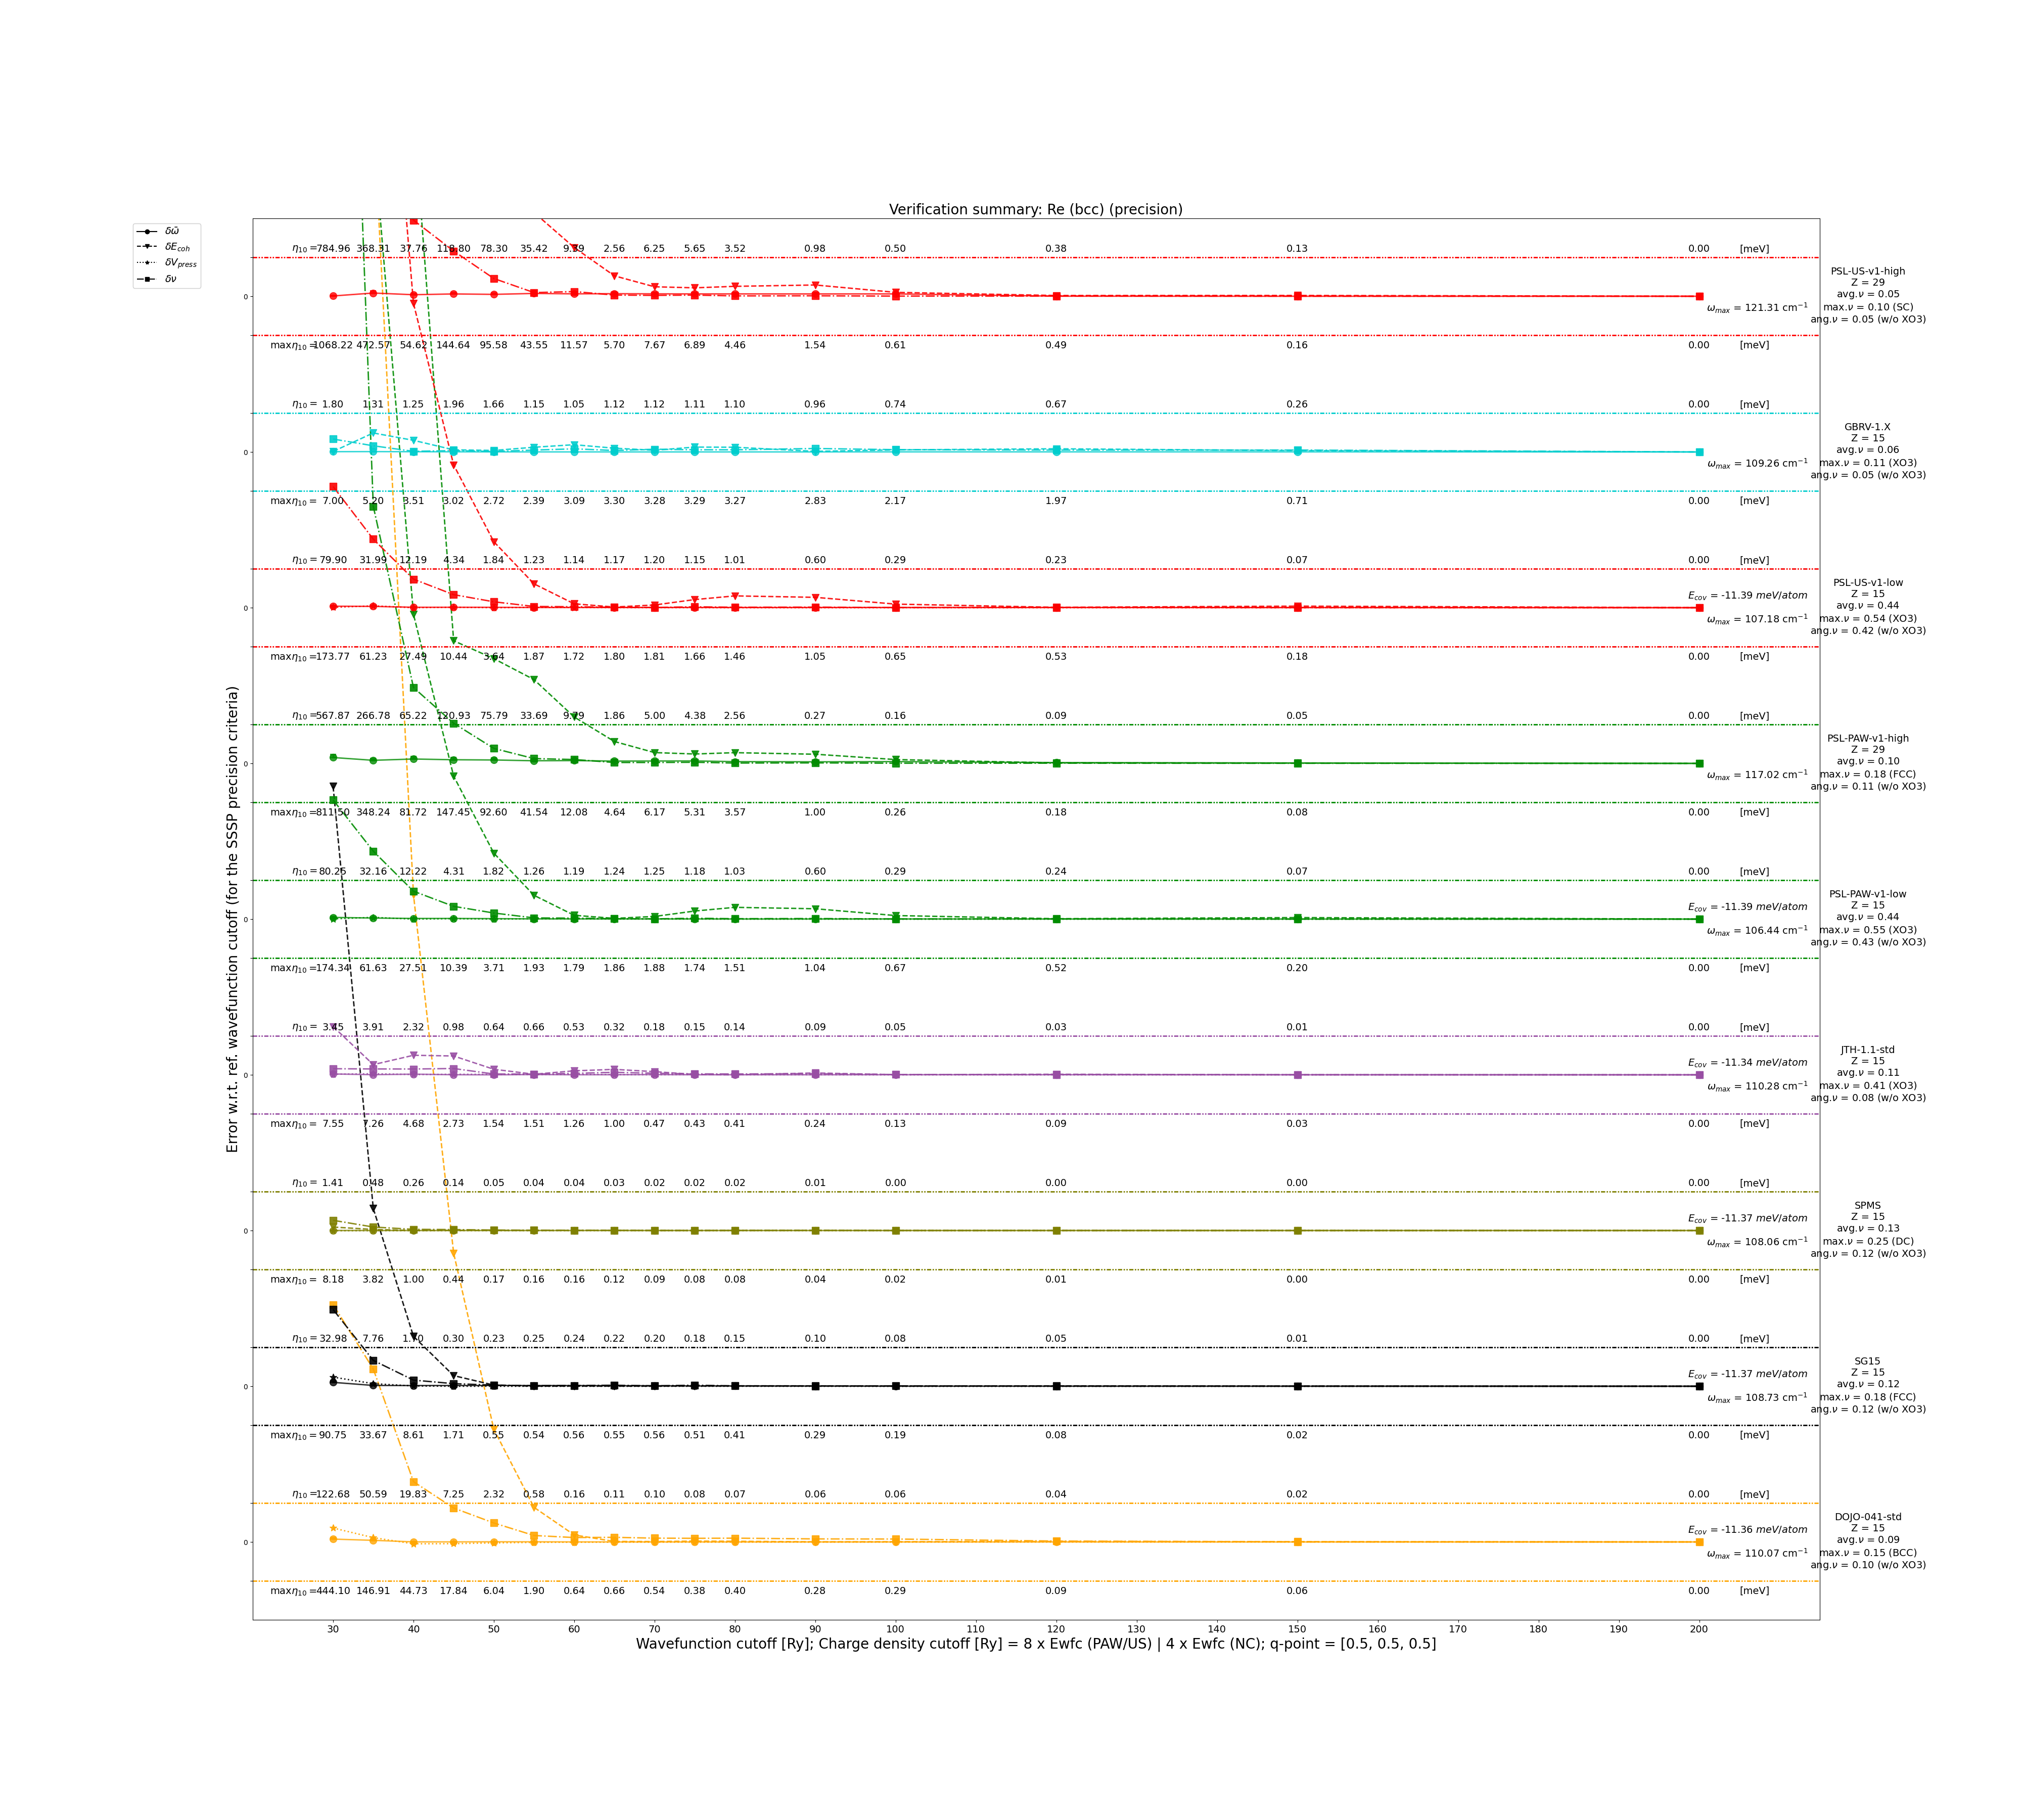 Verification summary: Re (bcc) (precision)
δω̄
δE_coh
δV_press
δν
Error w.r.t. ref. wavefunction cutoff (for the SSSP precision criteria)
η₁₀ = 784.96 368.31 37.76 118.80 78.30 35.42 9.79 2.56 6.25 5.65 3.52 0.98 0.50 0.38 0.13 0.00 [meV]
0
ω_max = 121.31 cm⁻¹
maxη₁₀ = 1068.22 472.57 54.62 144.64 95.58 43.55 11.57 5.70 7.67 6.89 4.46 1.54 0.61 0.49 0.16 0.00 [meV]
PSL-US-v1-high
Z = 29
avg.ν = 0.05
max.ν = 0.10 (SC)
ang.ν = 0.05 (w/o XO3)
η₁₀ = 1.80 1.31 1.25 1.96 1.66 1.15 1.05 1.12 1.12 1.11 1.10 0.96 0.74 0.67 0.26 0.00 [meV]
0
ω_max = 109.26 cm⁻¹
maxη₁₀ = 7.00 5.20 3.51 3.02 2.72 2.39 3.09 3.30 3.28 3.29 3.27 2.83 2.17 1.97 0.71 0.00 [meV]
GBRV-1.X
Z = 15
avg.ν = 0.06
max.ν = 0.11 (XO3)
ang.ν = 0.05 (w/o XO3)
η₁₀ = 79.90 31.99 12.19 4.34 1.84 1.23 1.14 1.17 1.20 1.15 1.01 0.60 0.29 0.23 0.07 0.00 [meV]
0
E_cov = -11.39 meV/atom
ω_max = 107.18 cm⁻¹
maxη₁₀ = 173.77 61.23 27.49 10.44 3.64 1.87 1.72 1.80 1.81 1.66 1.46 1.05 0.65 0.53 0.18 0.00 [meV]
PSL-US-v1-low
Z = 15
avg.ν = 0.44
max.ν = 0.54 (XO3)
ang.ν = 0.42 (w/o XO3)
η₁₀ = 567.87 266.78 65.22 120.93 75.79 33.69 9.29 1.86 5.00 4.38 2.56 0.27 0.16 0.09 0.05 0.00 [meV]
0
ω_max = 117.02 cm⁻¹
maxη₁₀ = 811.50 348.24 81.72 147.45 92.60 41.54 12.08 4.64 6.17 5.31 3.57 1.00 0.26 0.18 0.08 0.00 [meV]
PSL-PAW-v1-high
Z = 29
avg.ν = 0.10
max.ν = 0.18 (FCC)
ang.ν = 0.11 (w/o XO3)
η₁₀ = 80.25 32.16 12.22 4.31 1.82 1.26 1.19 1.24 1.25 1.18 1.03 0.60 0.29 0.24 0.07 0.00 [meV]
0
E_cov = -11.39 meV/atom
ω_max = 106.44 cm⁻¹
maxη₁₀ = 174.34 61.63 27.51 10.39 3.71 1.93 1.79 1.86 1.88 1.74 1.51 1.04 0.67 0.52 0.20 0.00 [meV]
PSL-PAW-v1-low
Z = 15
avg.ν = 0.44
max.ν = 0.55 (XO3)
ang.ν = 0.43 (w/o XO3)
η₁₀ = 3.45 3.91 2.32 0.98 0.64 0.66 0.53 0.32 0.18 0.15 0.14 0.09 0.05 0.03 0.01 0.00 [meV]
0
E_cov = -11.34 meV/atom
ω_max = 110.28 cm⁻¹
maxη₁₀ = 7.55 7.26 4.68 2.73 1.54 1.51 1.26 1.00 0.47 0.43 0.41 0.24 0.13 0.09 0.03 0.00 [meV]
JTH-1.1-std
Z = 15
avg.ν = 0.11
max.ν = 0.41 (XO3)
ang.ν = 0.08 (w/o XO3)
η₁₀ = 1.41 0.48 0.26 0.14 0.05 0.04 0.04 0.03 0.02 0.02 0.02 0.01 0.00 0.00 0.00 0.00 [meV]
0
E_cov = -11.37 meV/atom
ω_max = 108.06 cm⁻¹
maxη₁₀ = 8.18 3.82 1.00 0.44 0.17 0.16 0.16 0.12 0.09 0.08 0.08 0.04 0.02 0.01 0.00 0.00 [meV]
SPMS
Z = 15
avg.ν = 0.13
max.ν = 0.25 (DC)
ang.ν = 0.12 (w/o XO3)
η₁₀ = 32.98 7.76 1.70 0.30 0.23 0.25 0.24 0.22 0.20 0.18 0.15 0.10 0.08 0.05 0.01 0.00 [meV]
0
E_cov = -11.37 meV/atom
ω_max = 108.73 cm⁻¹
maxη₁₀ = 90.75 33.67 8.61 1.71 0.55 0.54 0.56 0.55 0.56 0.51 0.41 0.29 0.19 0.08 0.02 0.00 [meV]
SG15
Z = 15
avg.ν = 0.12
max.ν = 0.18 (FCC)
ang.ν = 0.12 (w/o XO3)
η₁₀ = 122.68 50.59 19.83 7.25 2.32 0.58 0.16 0.11 0.10 0.08 0.07 0.06 0.06 0.04 0.02 0.00 [meV]
0
E_cov = -11.36 meV/atom
ω_max = 110.07 cm⁻¹
maxη₁₀ = 444.10 146.91 44.73 17.84 6.04 1.90 0.64 0.66 0.54 0.38 0.40 0.28 0.29 0.09 0.06 0.00 [meV]
DOJO-041-std
Z = 15
avg.ν = 0.09
max.ν = 0.15 (BCC)
ang.ν = 0.10 (w/o XO3)
30 40 50 60 70 80 90 100 110 120 130 140 150 160 170 180 190 200
Wavefunction cutoff [Ry]; Charge density cutoff [Ry] = 8 x Ewfc (PAW/US) | 4 x Ewfc (NC); q-point = [0.5, 0.5, 0.5]